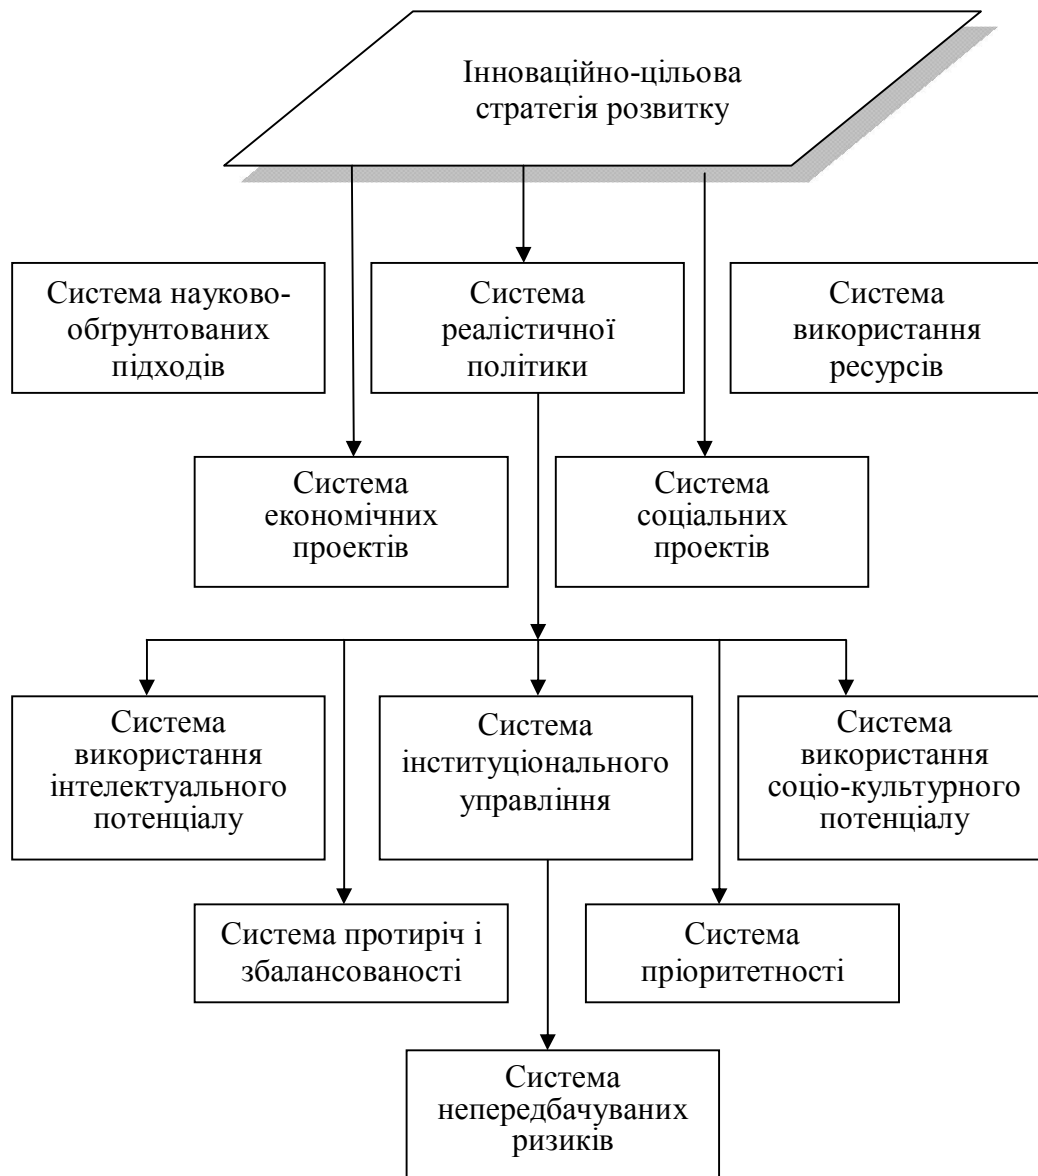 Інноваційно-цільова
стратегія розвитку
Система науково-
обґрунтованих
підходів
Система
реалістичної
політики
Система
використання
ресурсів
Система
економічних
проектів
Система
соціальних
проектів
Система
використання
інтелектуального
потенціалу
Система
інституціонального
управління
Система
використання
соціо-культурного
потенціалу
Система протиріч і
збалансованості
Система
пріоритетності
Система
непередбачуваних
ризиків